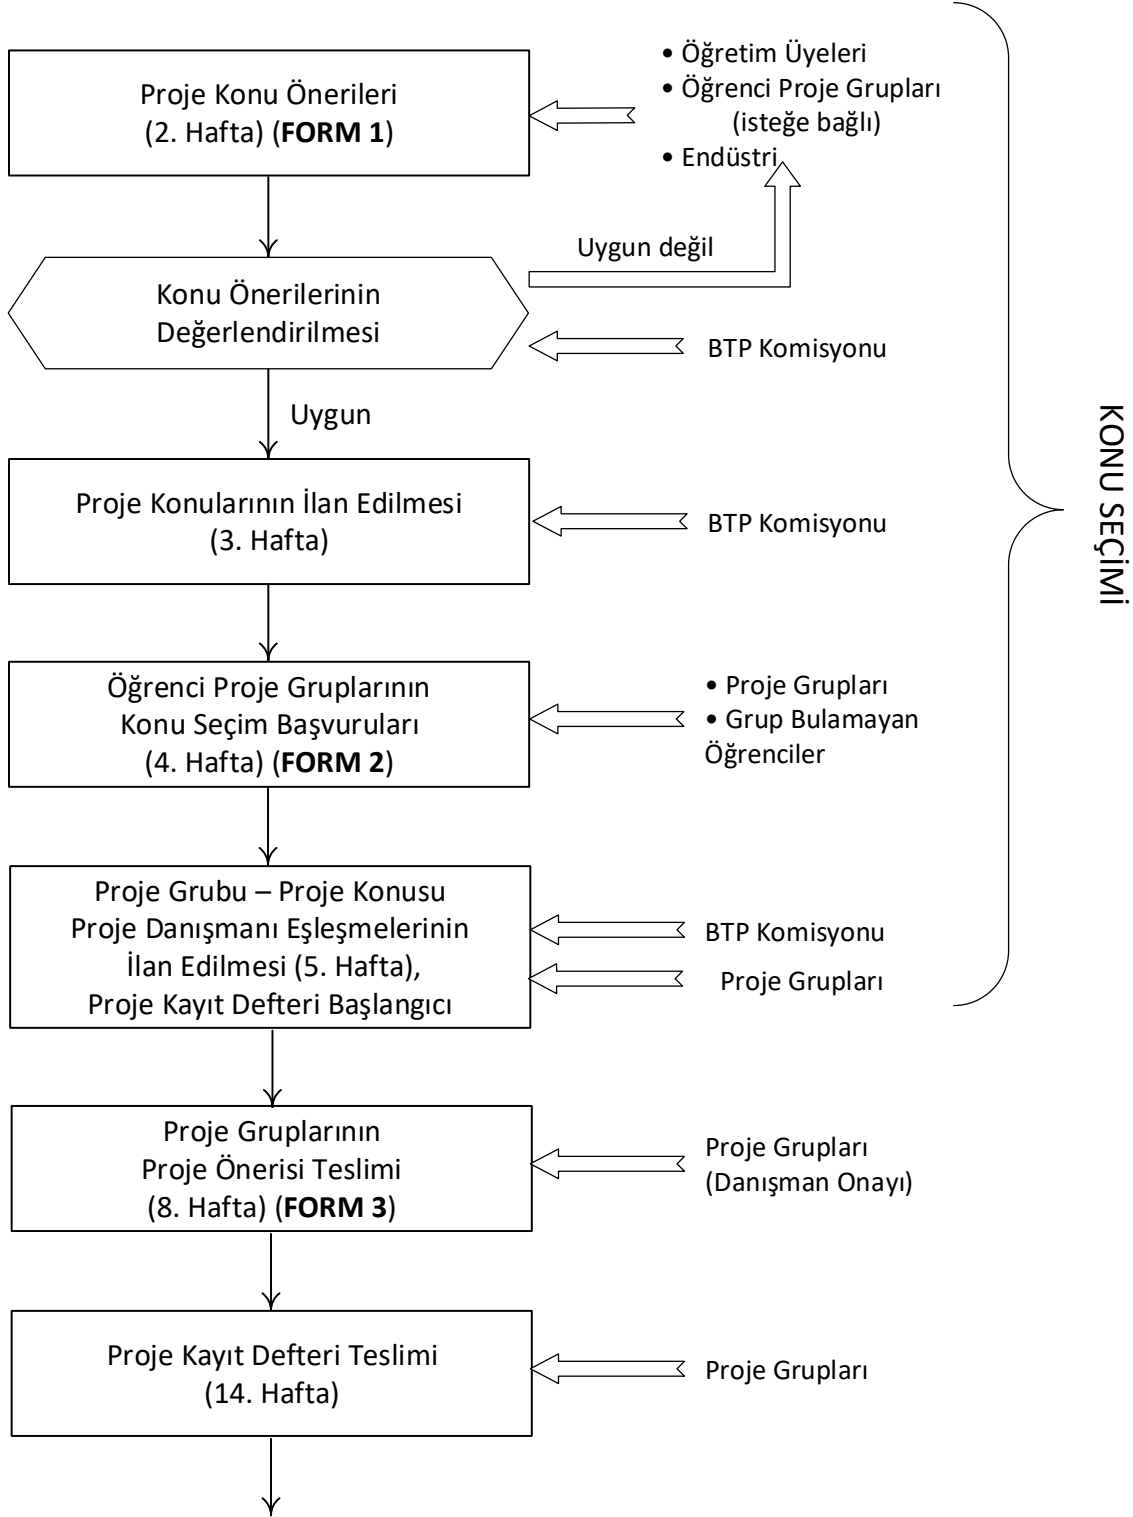 Proje Konu Önerileri
(2. Hafta) (FORM 1)
• Öğretim Üyeleri
• Öğrenci Proje Grupları
(isteğe bağlı)
• Endüstri
Uygun değil
Konu Önerilerinin
Değerlendirilmesi
BTP Komisyonu
Uygun
Proje Konularının İlan Edilmesi
(3. Hafta)
BTP Komisyonu
Öğrenci Proje Gruplarının
Konu Seçim Başvuruları
(4. Hafta) (FORM 2)
• Proje Grupları
• Grup Bulamayan
Öğrenciler
Proje Grubu – Proje Konusu
Proje Danışmanı Eşleşmelerinin
İlan Edilmesi (5. Hafta),
Proje Kayıt Defteri Başlangıcı
BTP Komisyonu
Proje Grupları
KONU SEÇİMİ
Proje Gruplarının
Proje Önerisi Teslimi
(8. Hafta) (FORM 3)
Proje Grupları
(Danışman Onayı)
Proje Kayıt Defteri Teslimi
(14. Hafta)
Proje Grupları